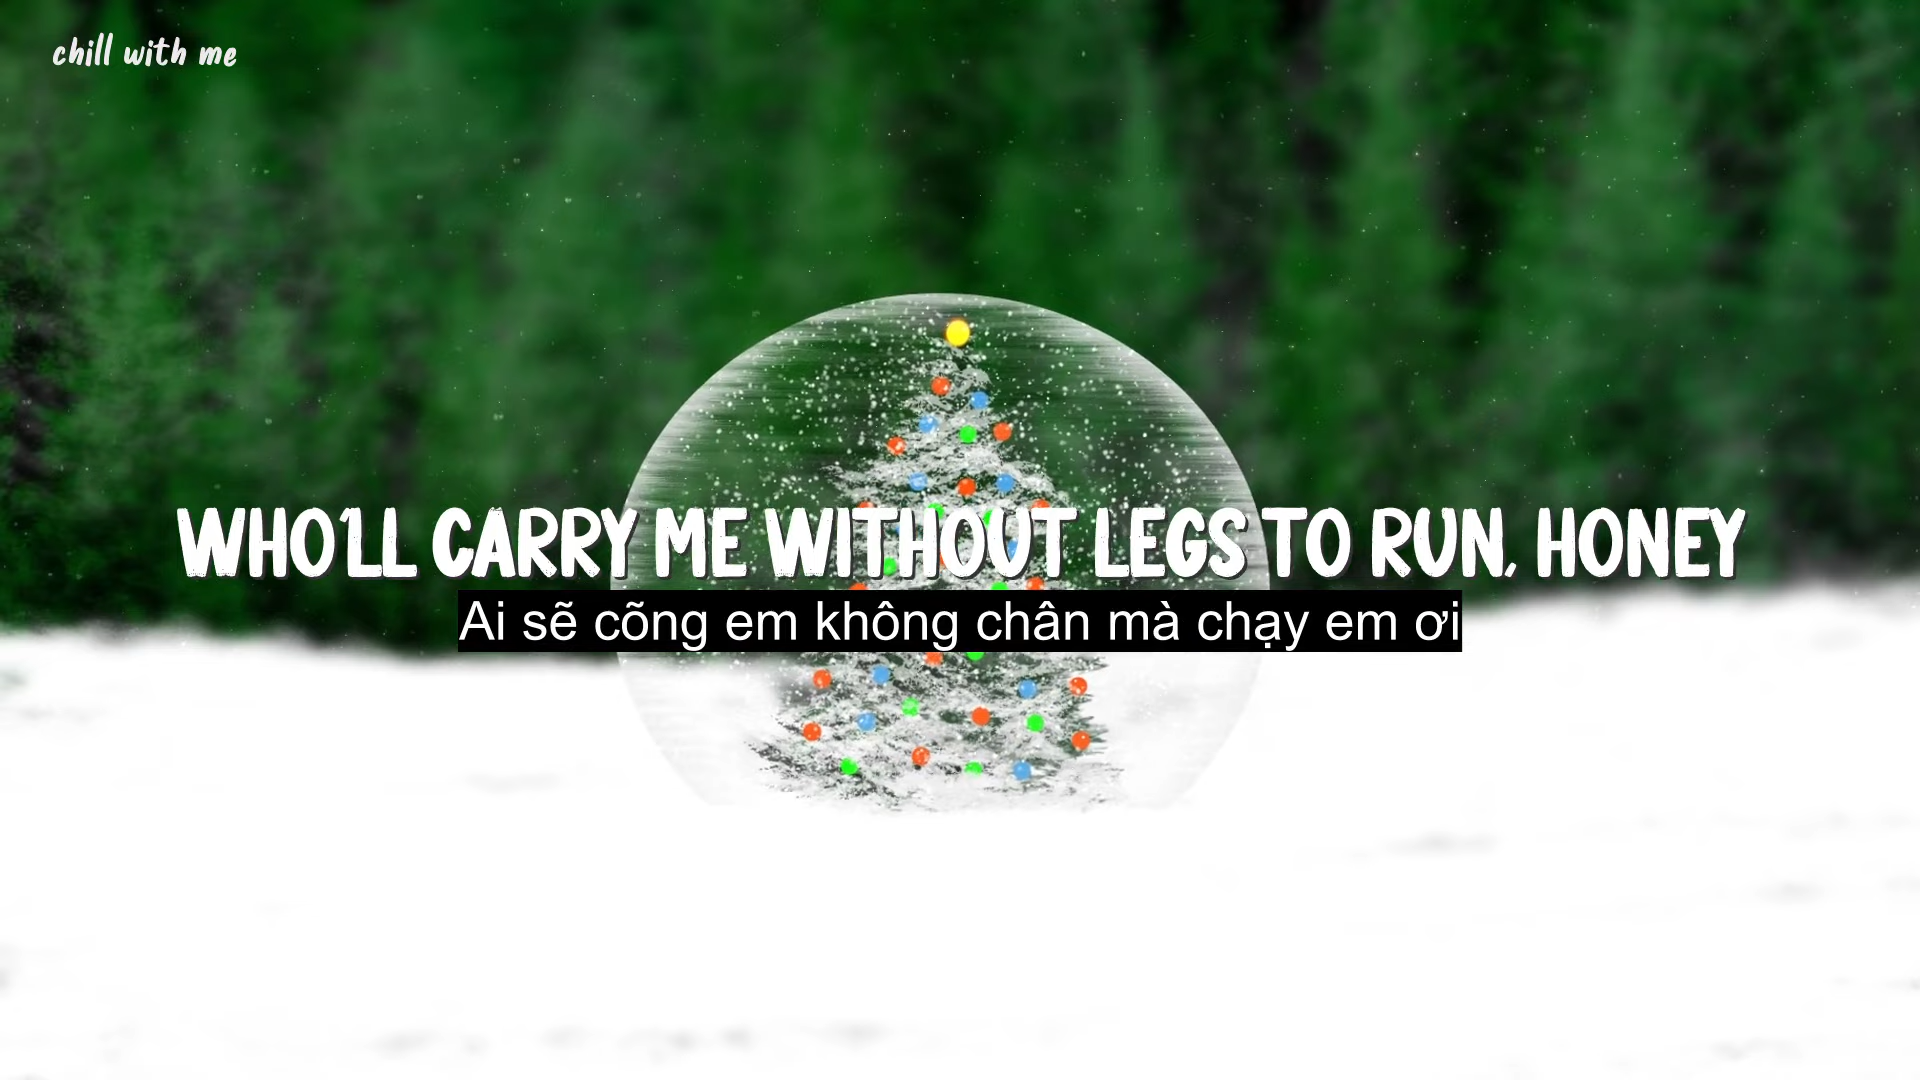 chill with me
WHO'LL CARRY ME WITHOUT LEGS TO RUN, HONEY
Ai sẽ cõng em không chân mà chạy em ơi